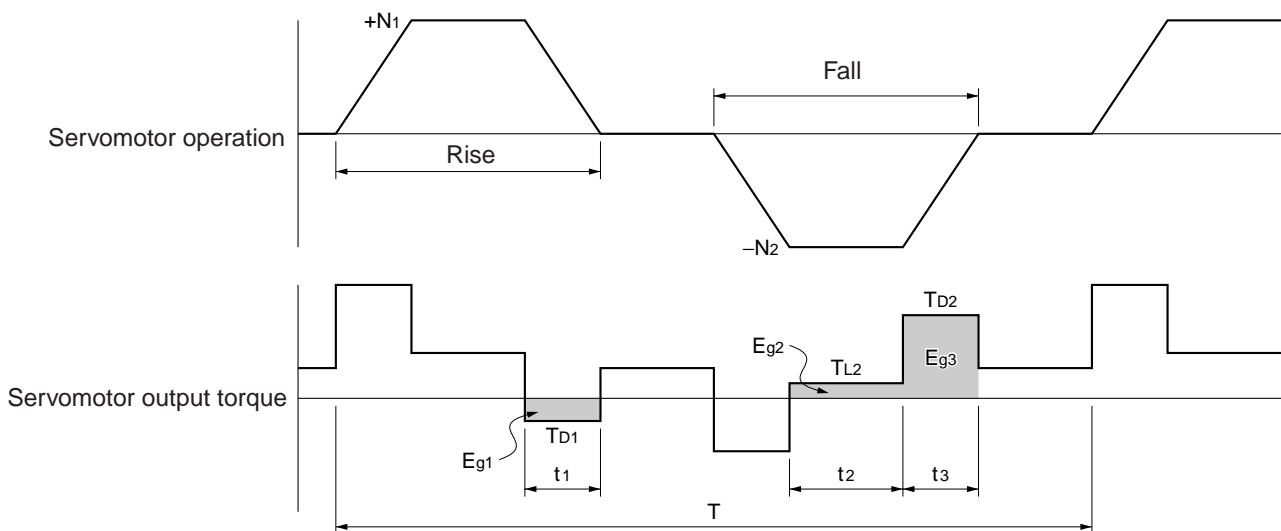 +N1
Fall
Servomotor operation
Rise
−N2
TD2
Eg2
TL2
Eg3
Servomotor output torque
TD1
Eg1
t1
t2
t3
T